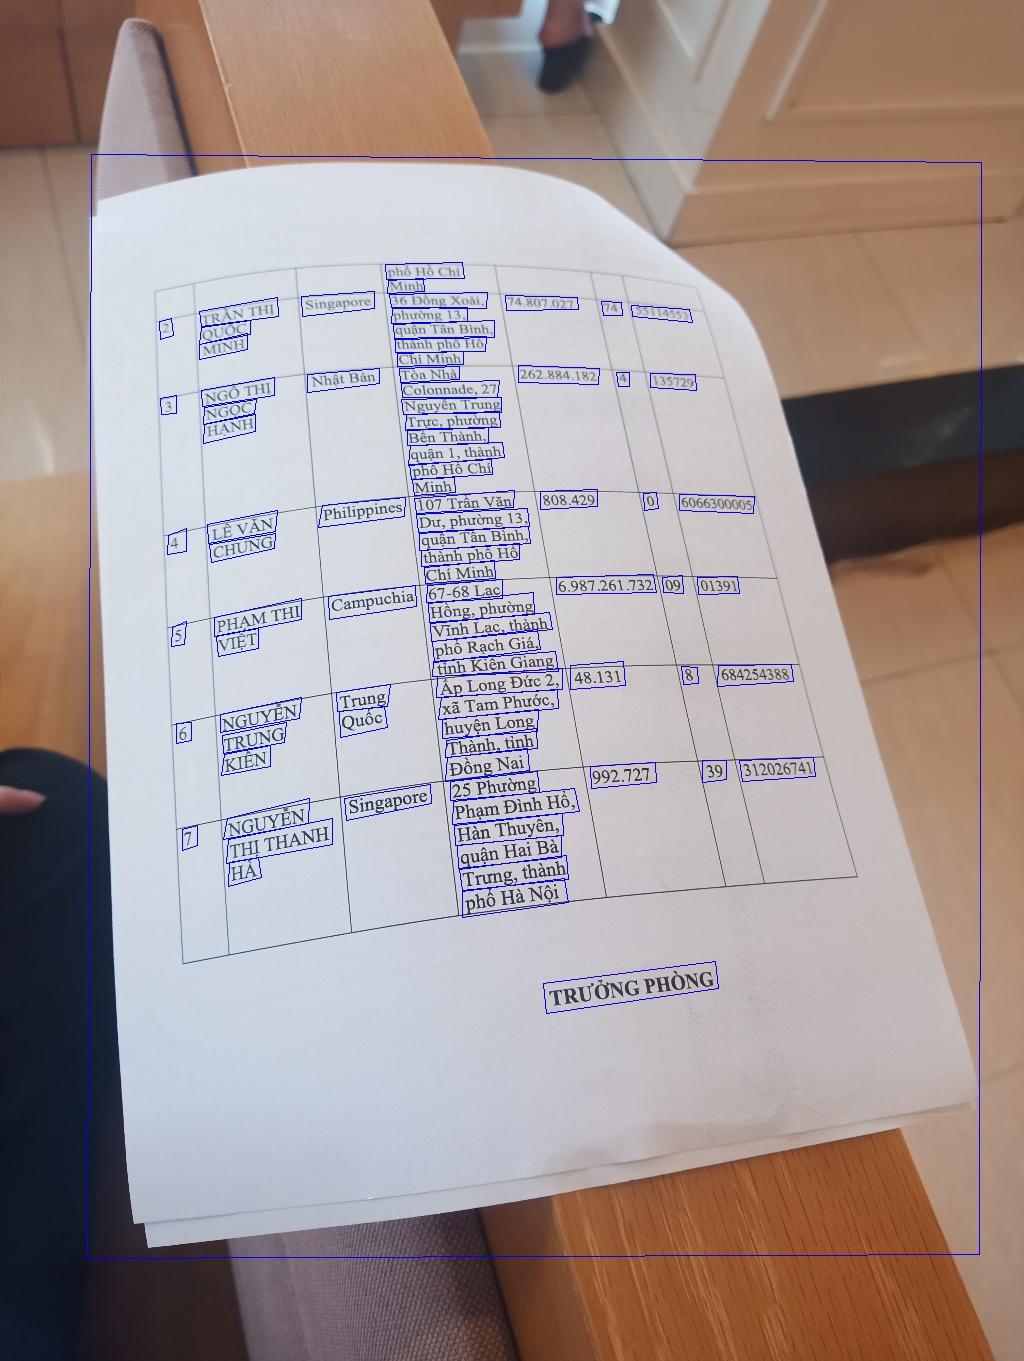 phố Hồ Chí
Minh
2
TRẦN THỊ
QUỐC
MINH
Singapore
36 Đồng Xoài,
phường 13,
quận Tân Bình,
thành phố Hồ
Chí Minh
74.807.027
74
55114551
3
NGÔ THỊ
NGỌC
HẠNH
Nhật Bản
Tòa Nhà
Colonnade, 27
Nguyễn Trung
Trực, phường
Bến Thành,
quận 1, thành
phố Hồ Chí
Minh
262.884.182
4
135729
4
LÊ VĂN
CHUNG
Philippines
107 Trần Văn
Dư, phường 13,
quận Tân Bình,
thành phố Hồ
Chí Minh
808.429
0
6066300005
5
PHẠM THỊ
VIỆT
Campuchia
67-68 Lạc
Hồng, phường
Vĩnh Lạc, thành
phố Rạch Giá,
tỉnh Kiên Giang
6.987.261.732
09
01391
6
NGUYỄN
TRUNG
KIÊN
Trung
Quốc
Ấp Long Đức 2,
xã Tam Phước,
huyện Long
Thành, tỉnh
Đồng Nai
48.131
8
684254388
7
NGUYỄN
THỊ THANH
HÀ
Singapore
25 Phường
Phạm Đình Hổ,
Hàn Thuyên,
quận Hai Bà
Trưng, thành
phố Hà Nội
992.727
39
312026741
TRƯỞNG PHÒNG